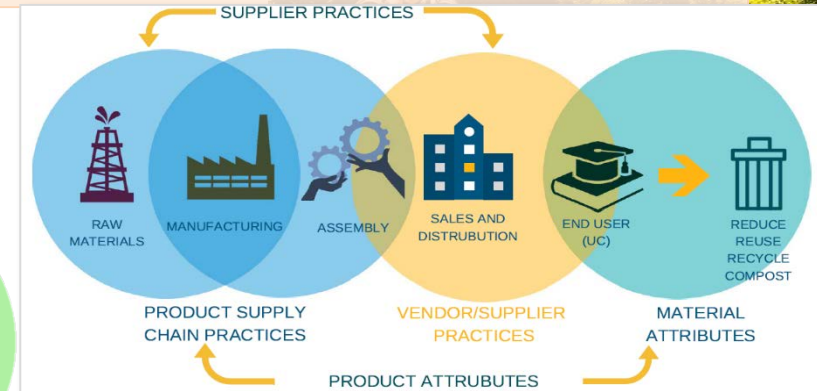 SUPPLIER PRACTICES
RAW
MATERIALS
MANUFACTURING
ASSEMBLY
SALES AND
DISTRUBUTION
END USER
(UC)
REDUCE
REUSE
RECYCLE
COMPOST
PRODUCT SUPPLY
CHAIN PRACTICES
VENDOR/SUPPLIER
PRACTICES
MATERIAL
ATTRIBUTES
PRODUCT ATTRUBUTES